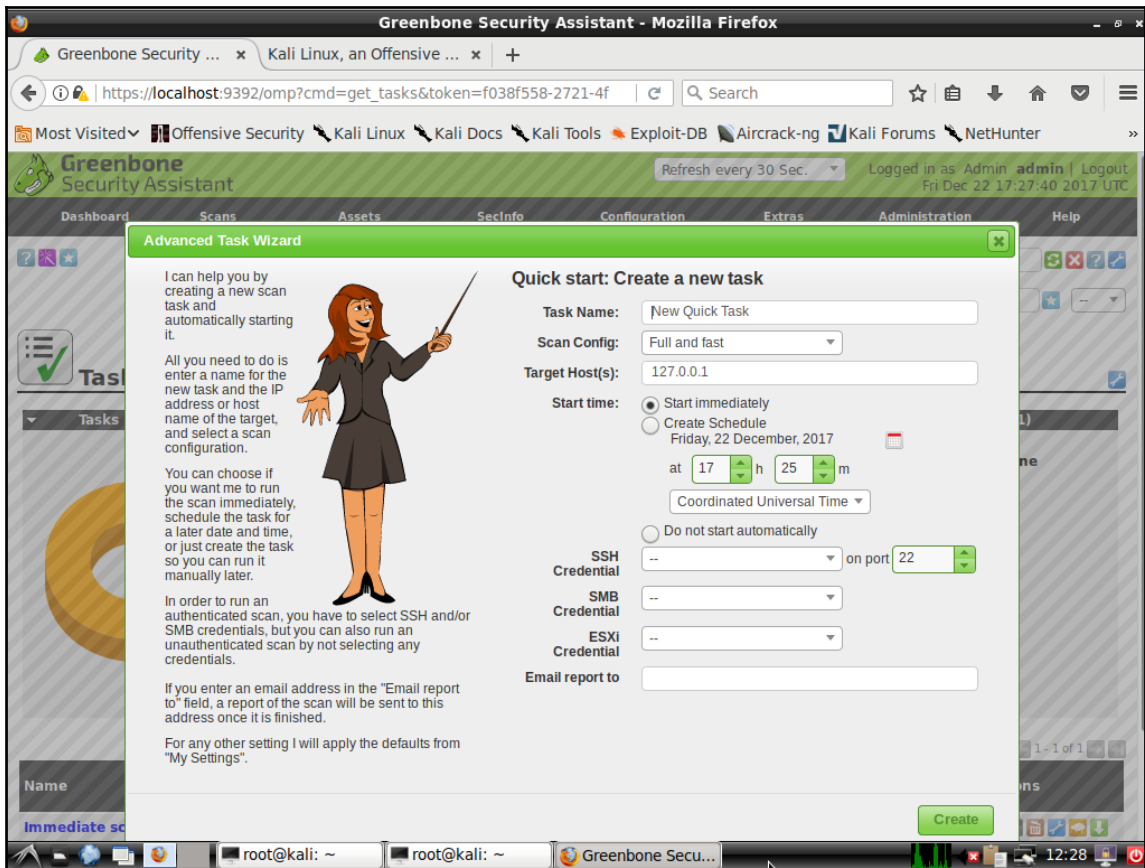 Greenbone Security Assistant - Mozilla Firefox
Greenbone Security ... × Kali Linux, an Offensive ... × +
https://localhost:9392/omp?cmd=get_tasks&token=f038f558-2721-4f Search
Most Visited Offensive Security Kali Linux Kali Docs Kali Tools Exploit-DB Aircrack-ng Kali Forums NetHunter »
Greenbone
Security Assistant
Refresh every 30 Sec.
Logged in as Admin admin | Logout
Fri Dec 22 17:27:40 2017 UTC
Dashboard Scans Assets SecInfo Configuration Extras Administration Help
Advanced Task Wizard
I can help you by
creating a new scan
task and
automatically starting
it.
All you need to do is
enter a name for the
new task and the IP
address or host
name of the target,
and select a scan
configuration.
You can choose if
you want me to run
the scan immediately,
schedule the task for
a later date and time,
or just create the task
so you can run it
manually later.
In order to run an
authenticated scan, you have to select SSH and/or
SMB credentials, but you can also run an
unauthenticated scan by not selecting any
credentials.
If you enter an email address in the "Email report
to" field, a report of the scan will be sent to this
address once it is finished.
For any other setting I will apply the defaults from
"My Settings".
Quick start: Create a new task
Task Name: New Quick Task
Scan Config: Full and fast
Target Host(s): 127.0.0.1
Start time: Start immediately
Create Schedule
Friday, 22 December, 2017
at 17 h 25 m
Coordinated Universal Time
Do not start automatically
SSH
Credential -- on port 22
SMB
Credential --
ESXi
Credential --
Email report to
Create
--
Tas
Tasks
1)
ne
1 - 1 of 1
Name
ns
Immediate sc
root@kali: ~ root@kali: ~ Greenbone Secu... 12:28